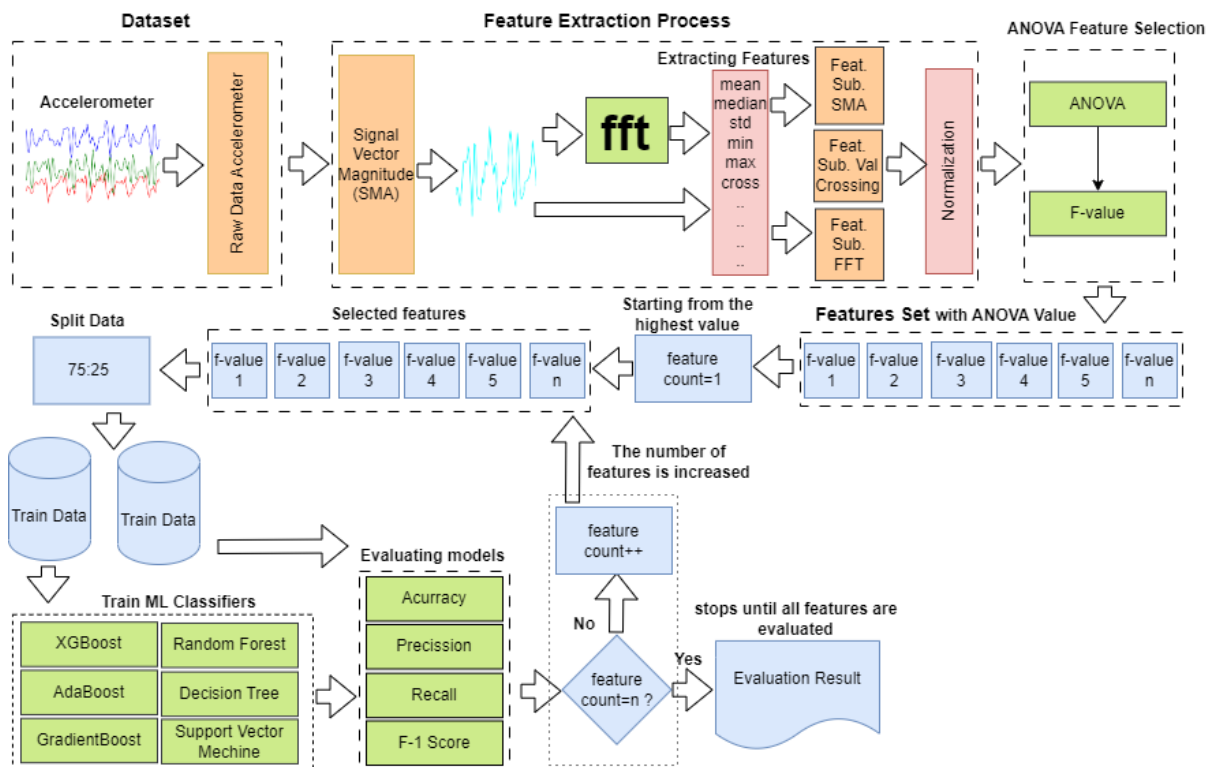 Dataset
Accelerometer
Raw Data Accelerometer
Feature Extraction Process
Signal
Vector
Magnitude
(SMA)
fft
Extracting Features
mean
median
std
min
max
cross
..
..
..
..
Feat.
Sub.
SMA
Feat.
Sub. Val
Crossing
Feat.
Sub.
FFT
Normalization
ANOVA Feature Selection
ANOVA
F-value
Features Set with ANOVA Value
f-value
1
f-value
2
f-value
3
f-value
4
f-value
5
f-value
n
Starting from the
highest value
feature
count=1
Selected features
f-value
1
f-value
2
f-value
3
f-value
4
f-value
5
f-value
n
Split Data
75:25
Train Data
Train Data
Train ML Classifiers
XGBoost
Random Forest
AdaBoost
Decision Tree
GradientBoost
Support Vector
Mechine
Evaluating models
Acurracy
Precission
Recall
F-1 Score
The number of
features is increased
feature
count++
No
feature
count=n ?
Yes
stops until all features are
evaluated
Evaluation Result